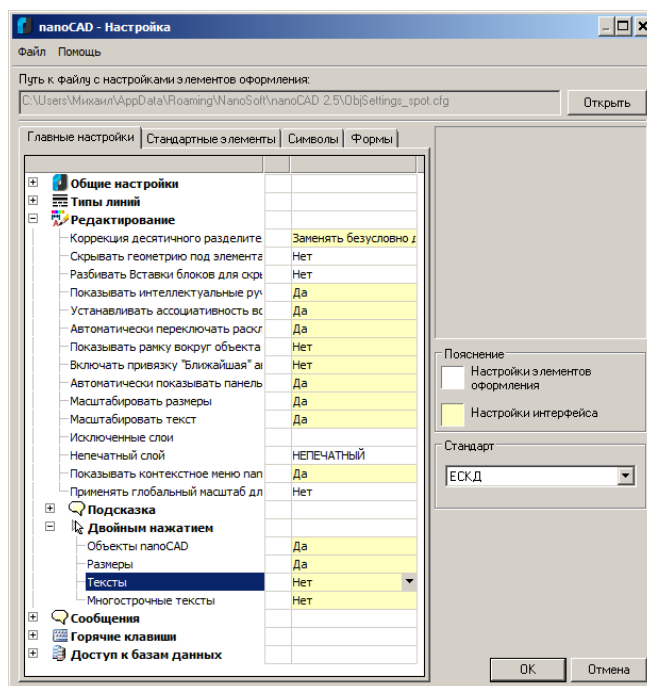 nanoCAD - Настройка
Файл Помощь
Путь к файлу с настройками элементов оформления:
C:\Users\Михаил\AppData\Roaming\NanoSoft\nanoCAD 2.5\ObjSettings_spot.cfg Открыть
Главные настройки Стандартные элементы Символы Формы
Общие настройки
Типы линий
Редактирование
Коррекция десятичного разделите Заменять безусловно д
Скрывать геометрию под элемента Нет
Разбивать Вставки блоков для скры Нет
Показывать интеллектуальные руч Да
Устанавливать ассоциативность вс Да
Автоматически переключать раскл Да
Показывать рамку вокруг объекта Нет
Включать привязку "Ближайшая" а Нет
Автоматически показывать панель Да
Масштабировать размеры Да
Масштабировать текст Да
Исключенные слои
Непечатный слой НЕПЕЧАТНЫЙ
Показывать контекстное меню пап Да
Применять глобальный масштаб дл Нет
Подсказка
Двойным нажатием
Объекты nanoCAD Да
Размеры Да
Тексты Нет
Многострочные тексты Нет
Сообщения
Горячие клавиши
Доступ к базам данных
Пояснение
Настройки элементов
оформления
Настройки интерфейса
Стандарт
ЕСКД
OK Отмена